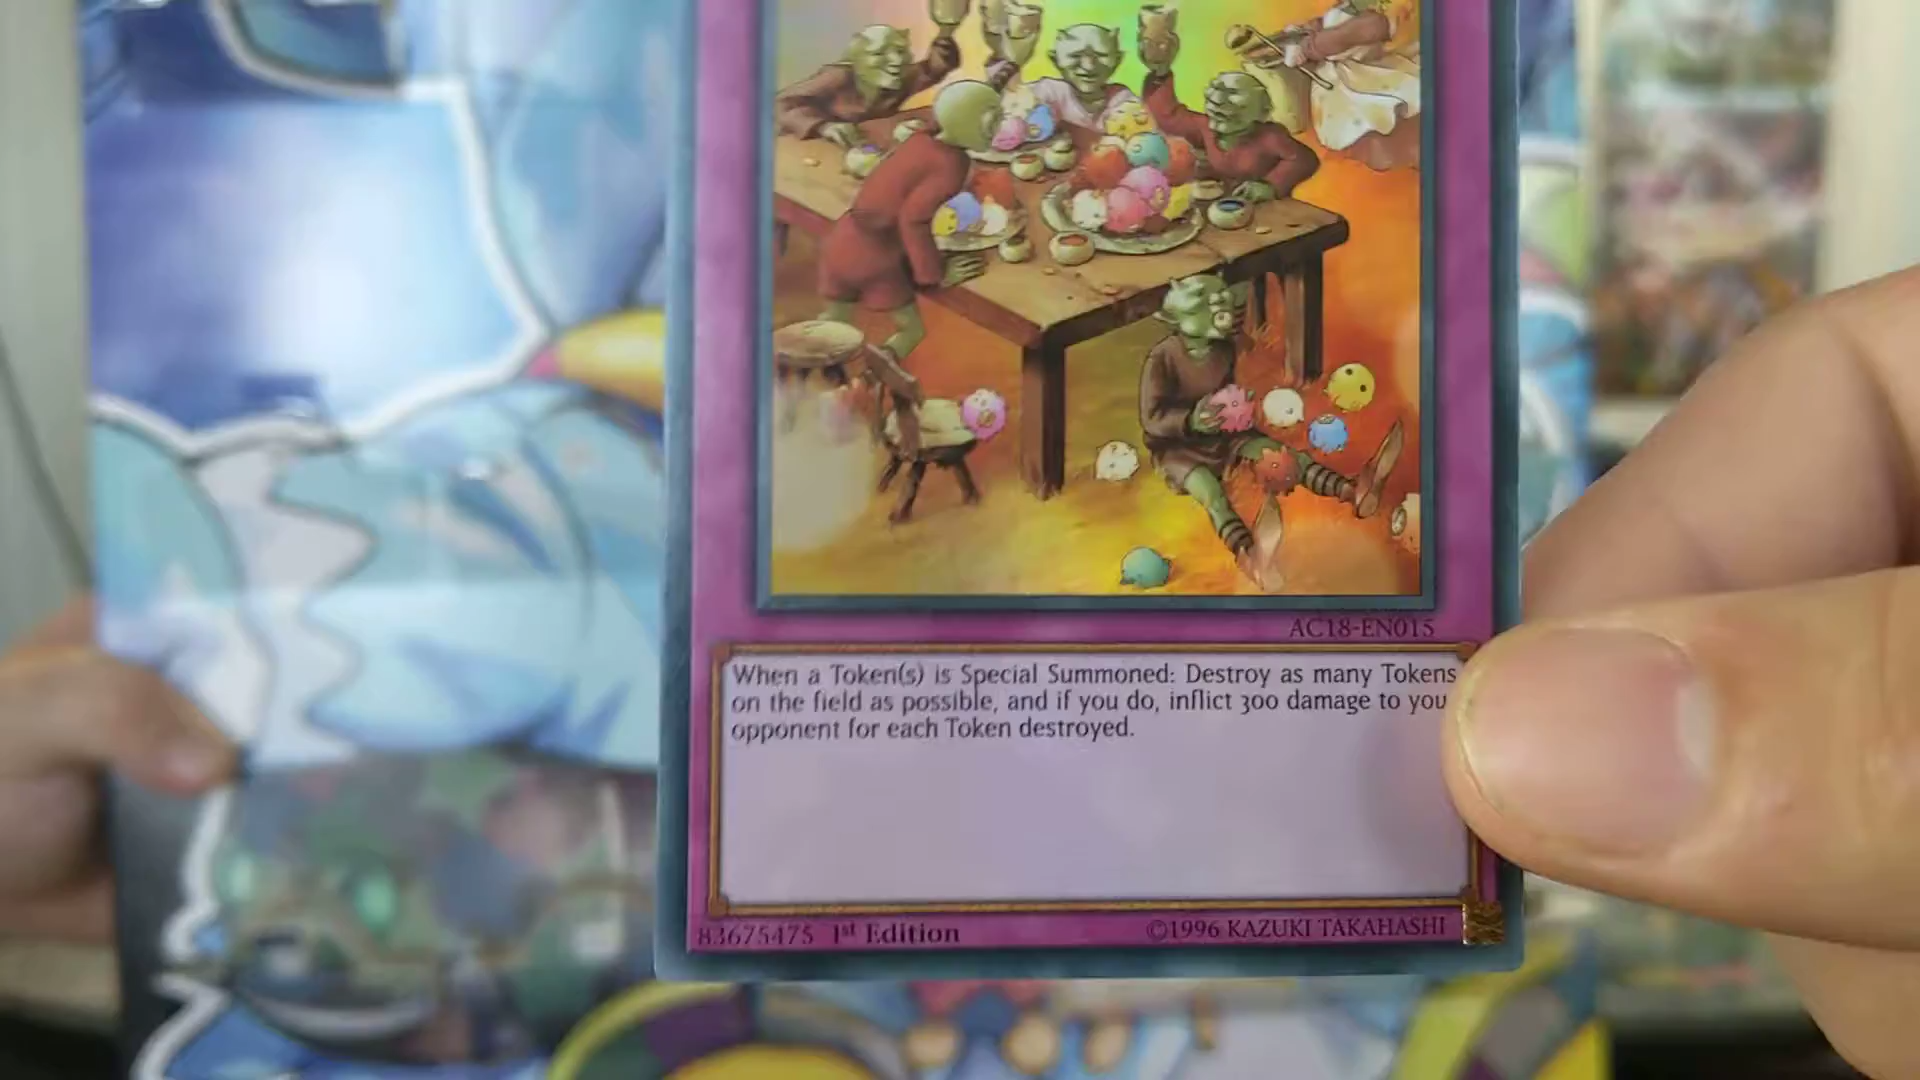 AC18-EN015
When a Token(s) is Special Summoned: Destroy as many Tokens
on the field as possible, and if you do, inflict 300 damage to you
opponent for each Token destroyed.
83675475 1st Edition
©1996 KAZUKI TAKAHASHI